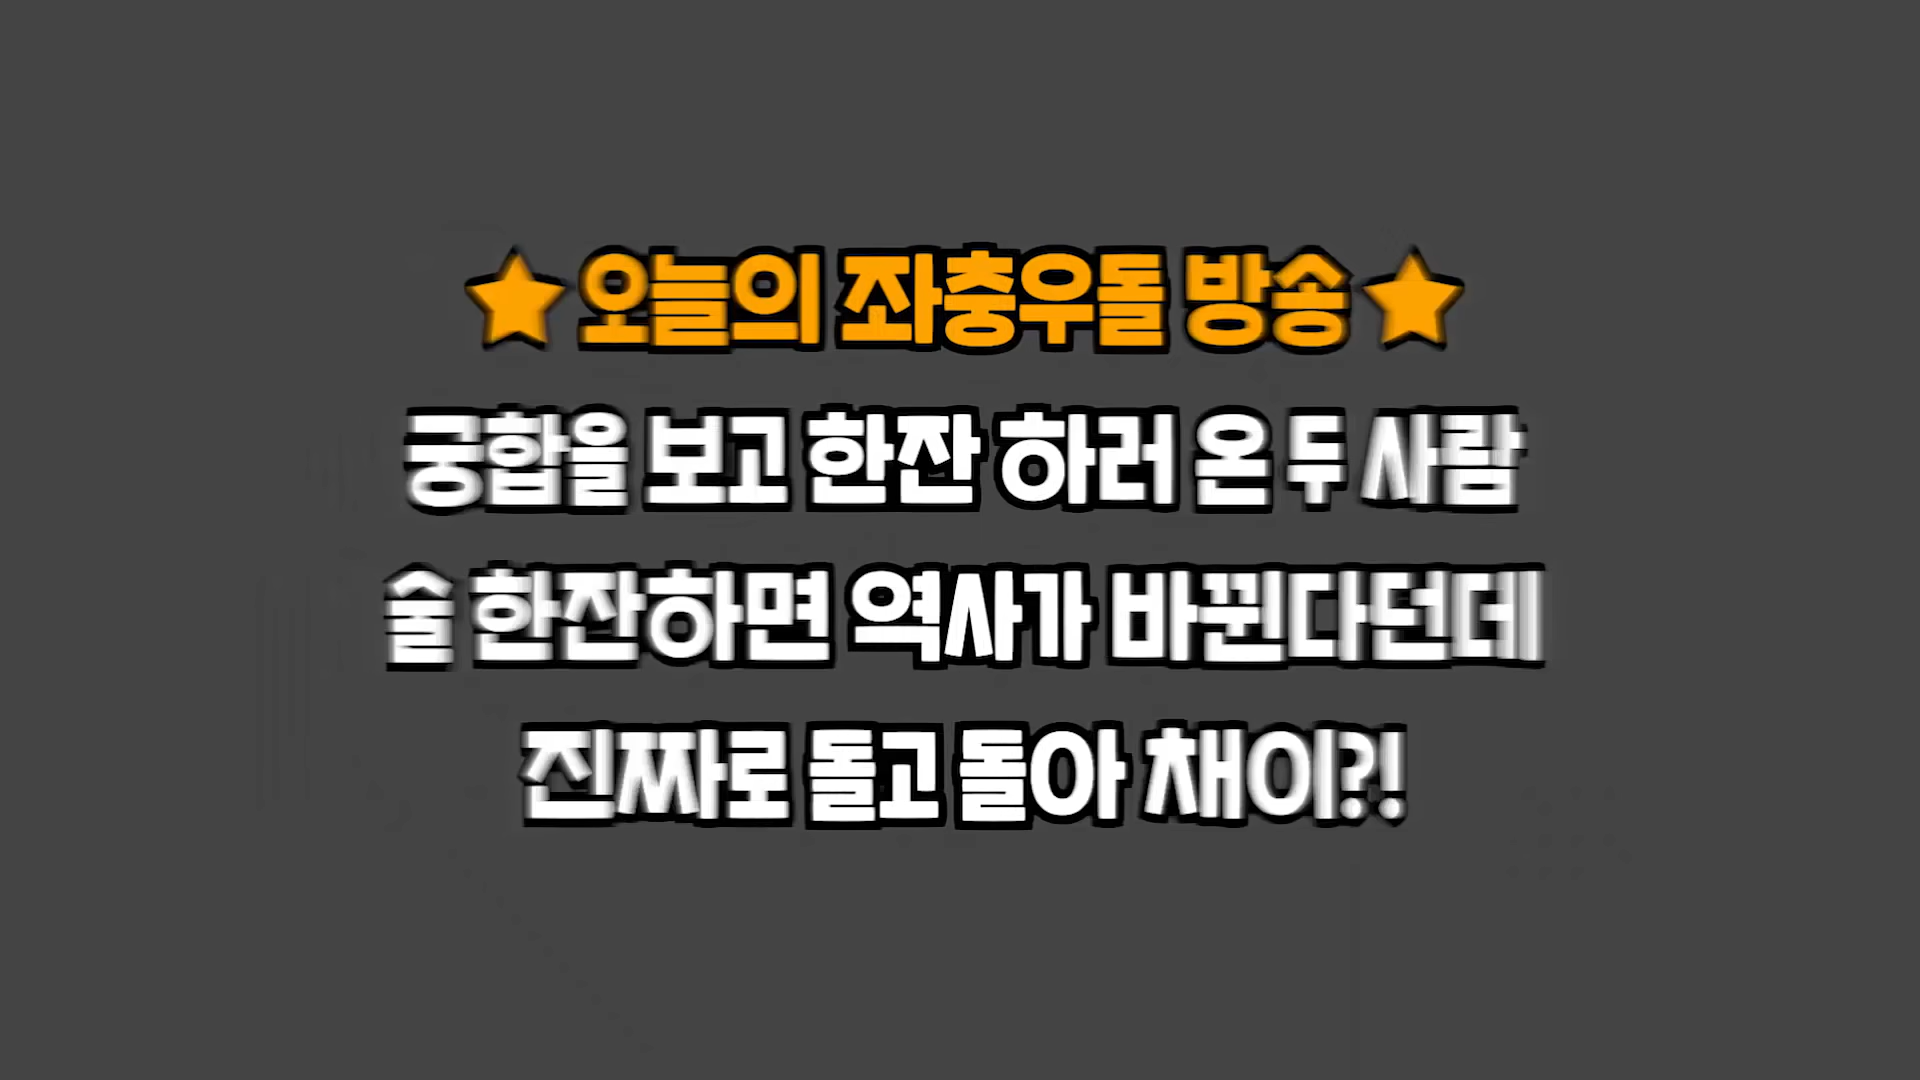 ★오늘의 좌충우돌 방송★
궁합을 보고 한잔 하러 온 두 사람
술 한잔하면 역사가 바뀐다던데
진짜로 돌고 돌아 채이?!